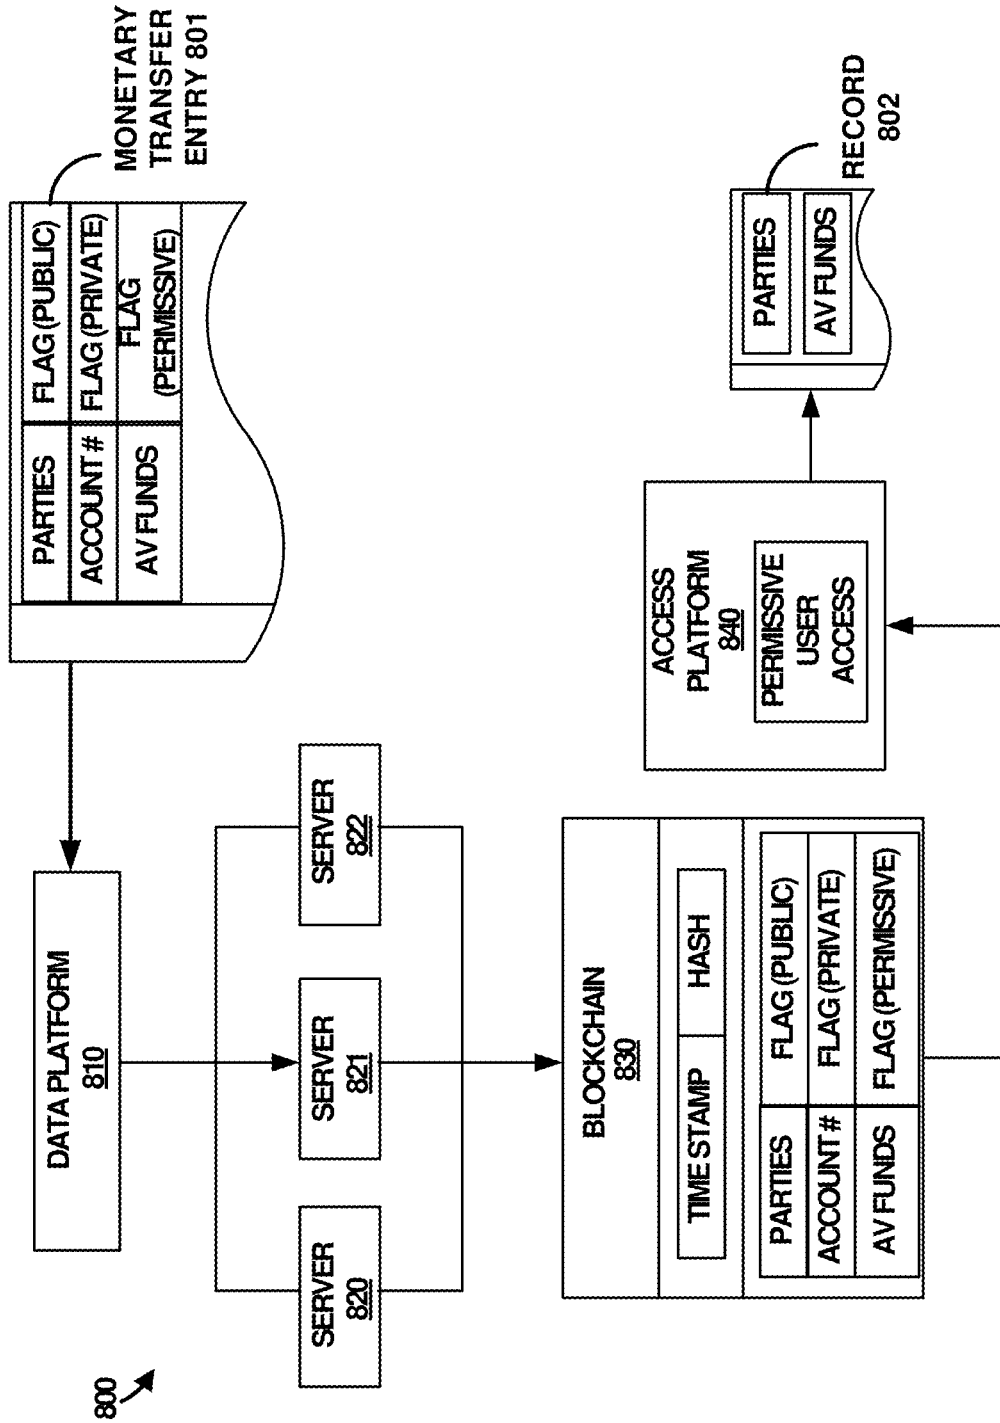 800
DATA PLATFORM
810
PARTIES
FLAG (PUBLIC)
ACCOUNT #
FLAG (PRIVATE)
AV FUNDS
FLAG
(PERMISSIVE)
MONETARY
TRANSFER
ENTRY 801
SERVER
820
SERVER
821
SERVER
822
BLOCKCHAIN
830
TIME STAMP
HASH
PARTIES
FLAG (PUBLIC)
ACCOUNT #
FLAG (PRIVATE)
AV FUNDS
FLAG (PERMISSIVE)
ACCESS
PLATFORM
840
PERMISSIVE
USER
ACCESS
PARTIES
AV FUNDS
RECORD
802